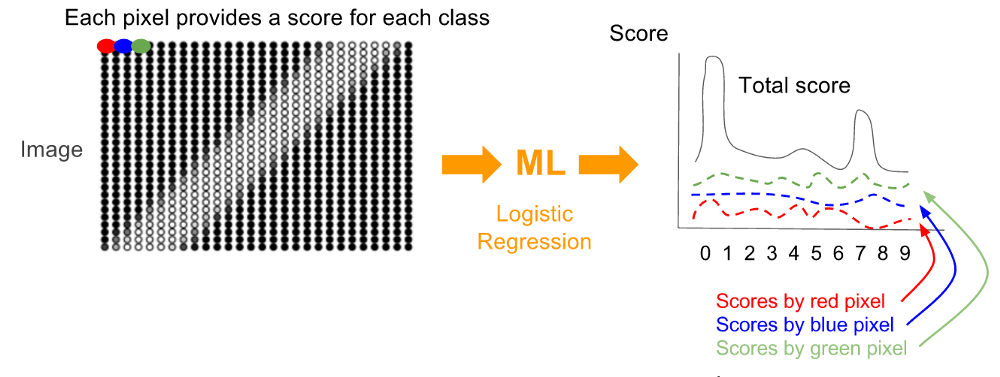 Each pixel provides a score for each class
Image
ML
Logistic
Regression
Score
Total score
0 1 2 3 4 5 6 7 8 9
Scores by red pixel
Scores by blue pixel
Scores by green pixel